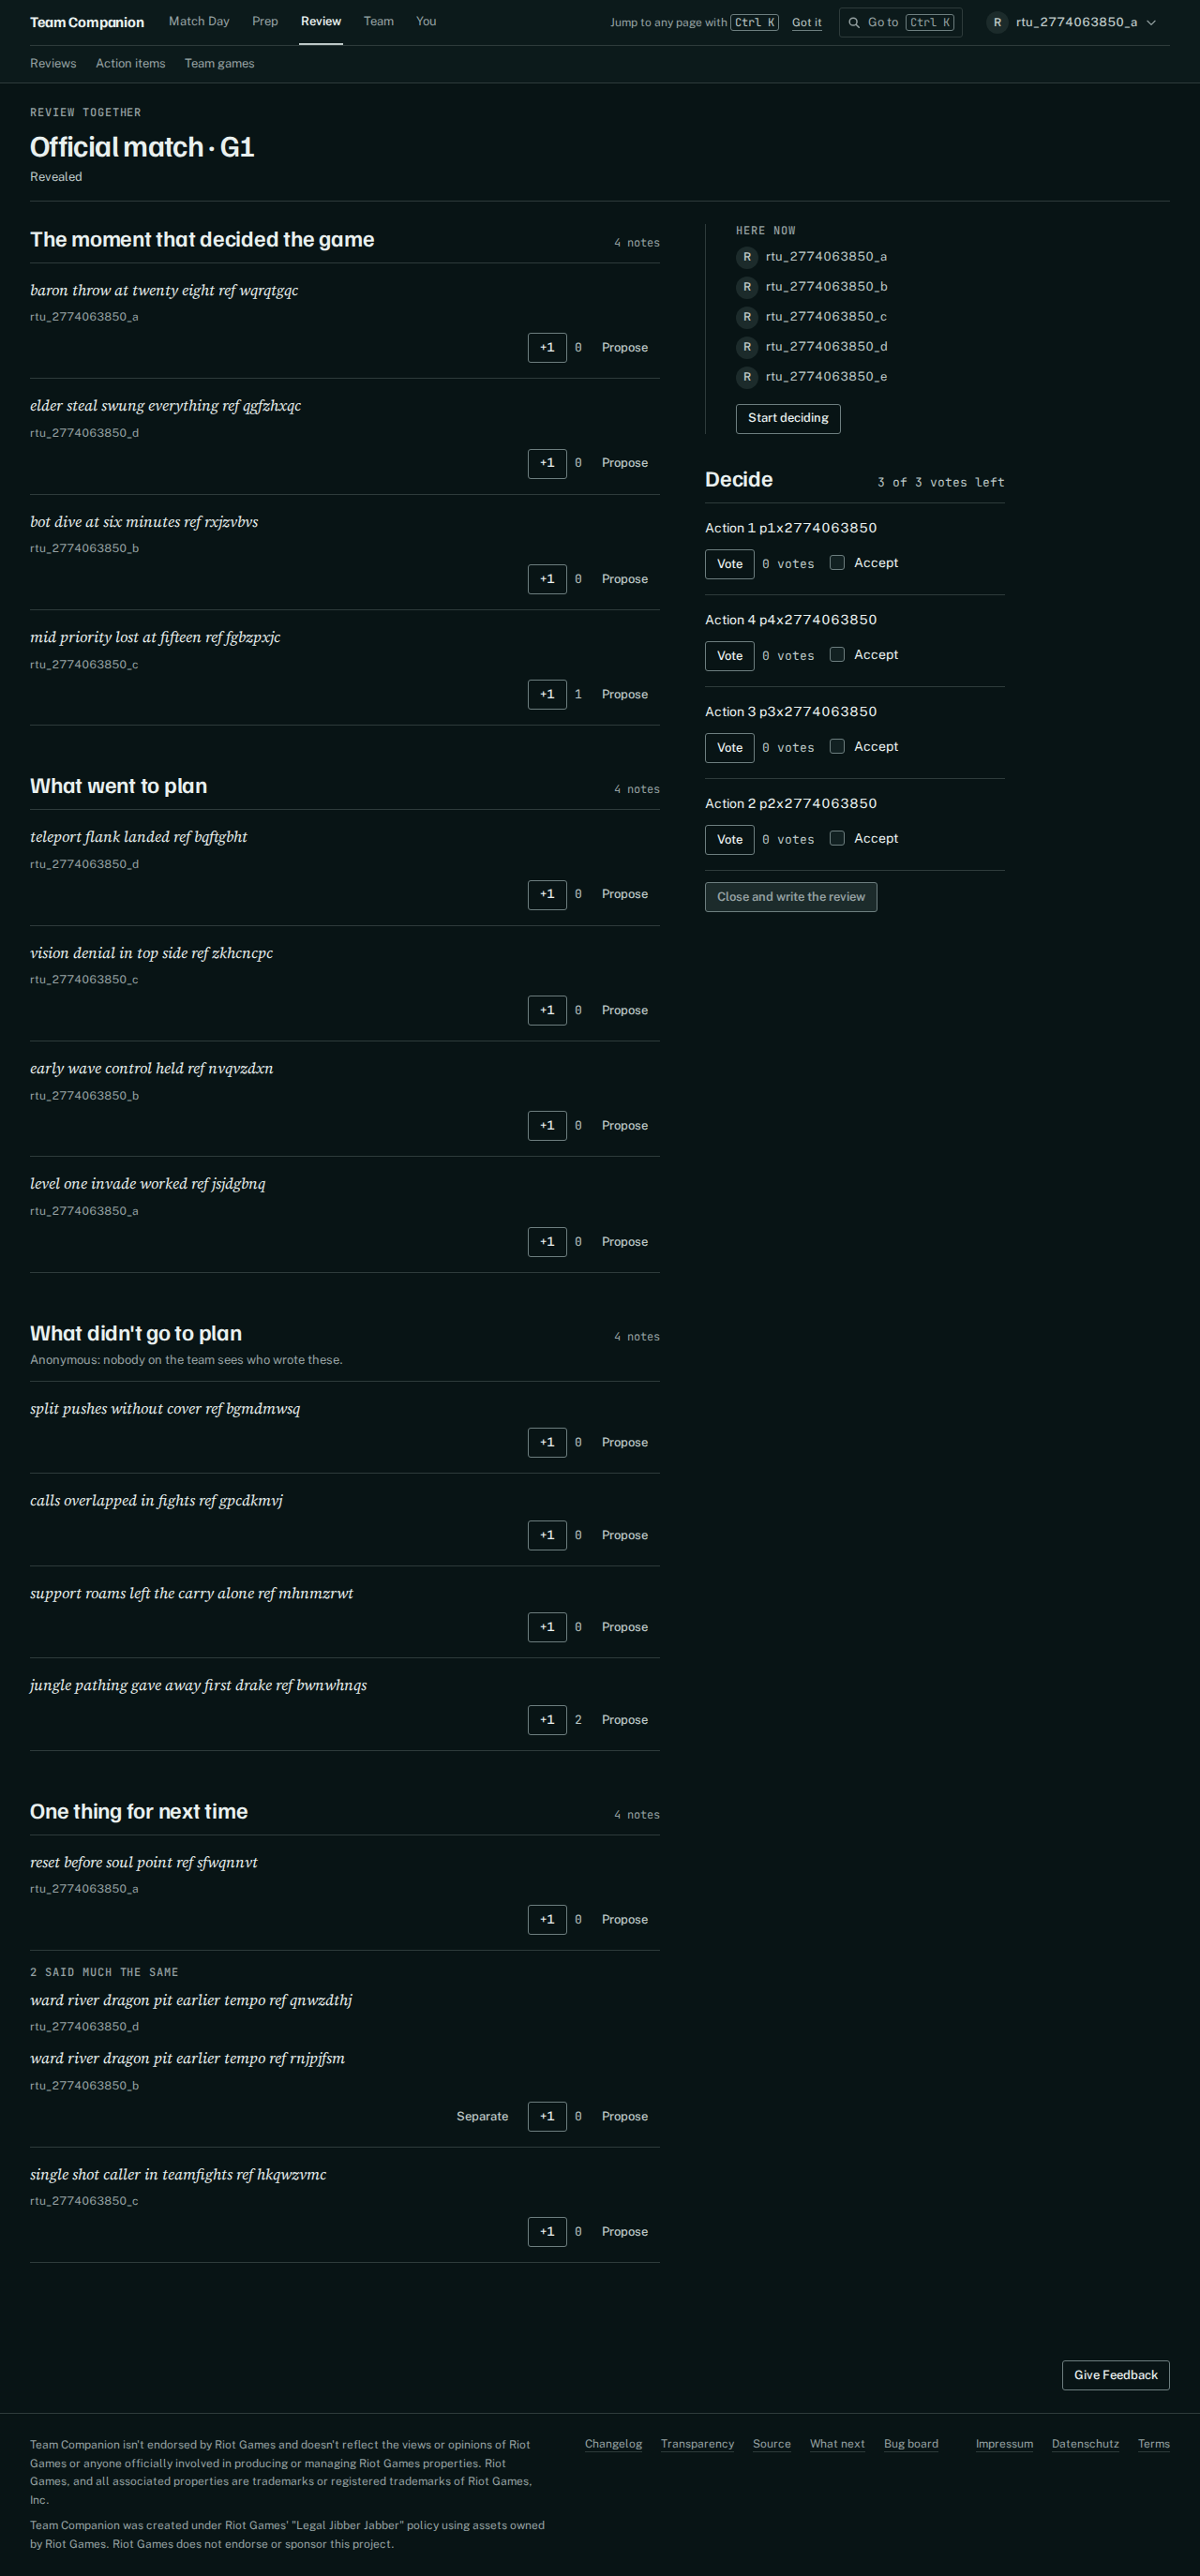 Team Companion Match Day Prep Review Team You Jump to any page with Ctrl K Got it Go to Ctrl K R rtu_2774063850_a
Reviews Action items Team games
REVIEW TOGETHER
Official match · G1
Revealed
The moment that decided the game 4 notes
baron throw at twenty eight ref wqrqtgqc
rtu_2774063850_a
+1 0 Propose
elder steal swung everything ref qgfzhxqc
rtu_2774063850_d
+1 0 Propose
bot dive at six minutes ref rxjzvbvs
rtu_2774063850_b
+1 0 Propose
mid priority lost at fifteen ref fgbzpxjc
rtu_2774063850_c
+1 1 Propose
What went to plan 4 notes
teleport flank landed ref bqftgbht
rtu_2774063850_d
+1 0 Propose
vision denial in top side ref zkhcncpc
rtu_2774063850_c
+1 0 Propose
early wave control held ref nvqvzdxn
rtu_2774063850_b
+1 0 Propose
level one invade worked ref jsjdgbnq
rtu_2774063850_a
+1 0 Propose
What didn't go to plan 4 notes
Anonymous: nobody on the team sees who wrote these.
split pushes without cover ref bgmdmwsq
+1 0 Propose
calls overlapped in fights ref gpcdkmvj
+1 0 Propose
support roams left the carry alone ref mhnmzrwt
+1 0 Propose
jungle pathing gave away first drake ref bwnwhnqs
+1 2 Propose
One thing for next time 4 notes
reset before soul point ref sfwqnnvt
rtu_2774063850_a
+1 0 Propose
2 SAID MUCH THE SAME
ward river dragon pit earlier tempo ref qnwzdthj
rtu_2774063850_d
ward river dragon pit earlier tempo ref rnjpjfsm
rtu_2774063850_b
Separate +1 0 Propose
single shot caller in teamfights ref hkqwzvmc
rtu_2774063850_c
+1 0 Propose
HERE NOW
R rtu_2774063850_a
R rtu_2774063850_b
R rtu_2774063850_c
R rtu_2774063850_d
R rtu_2774063850_e
Start deciding
Decide 3 of 3 votes left
Action 1 p1x2774063850
Vote 0 votes Accept
Action 4 p4x2774063850
Vote 0 votes Accept
Action 3 p3x2774063850
Vote 0 votes Accept
Action 2 p2x2774063850
Vote 0 votes Accept
Close and write the review
Give Feedback
Team Companion isn't endorsed by Riot Games and doesn't reflect the views or opinions of Riot
Games or anyone officially involved in producing or managing Riot Games properties. Riot
Games, and all associated properties are trademarks or registered trademarks of Riot Games,
Inc.
Team Companion was created under Riot Games' "Legal Jibber Jabber" policy using assets owned
by Riot Games. Riot Games does not endorse or sponsor this project.
Changelog Transparency Source What next Bug board Impressum Datenschutz Terms